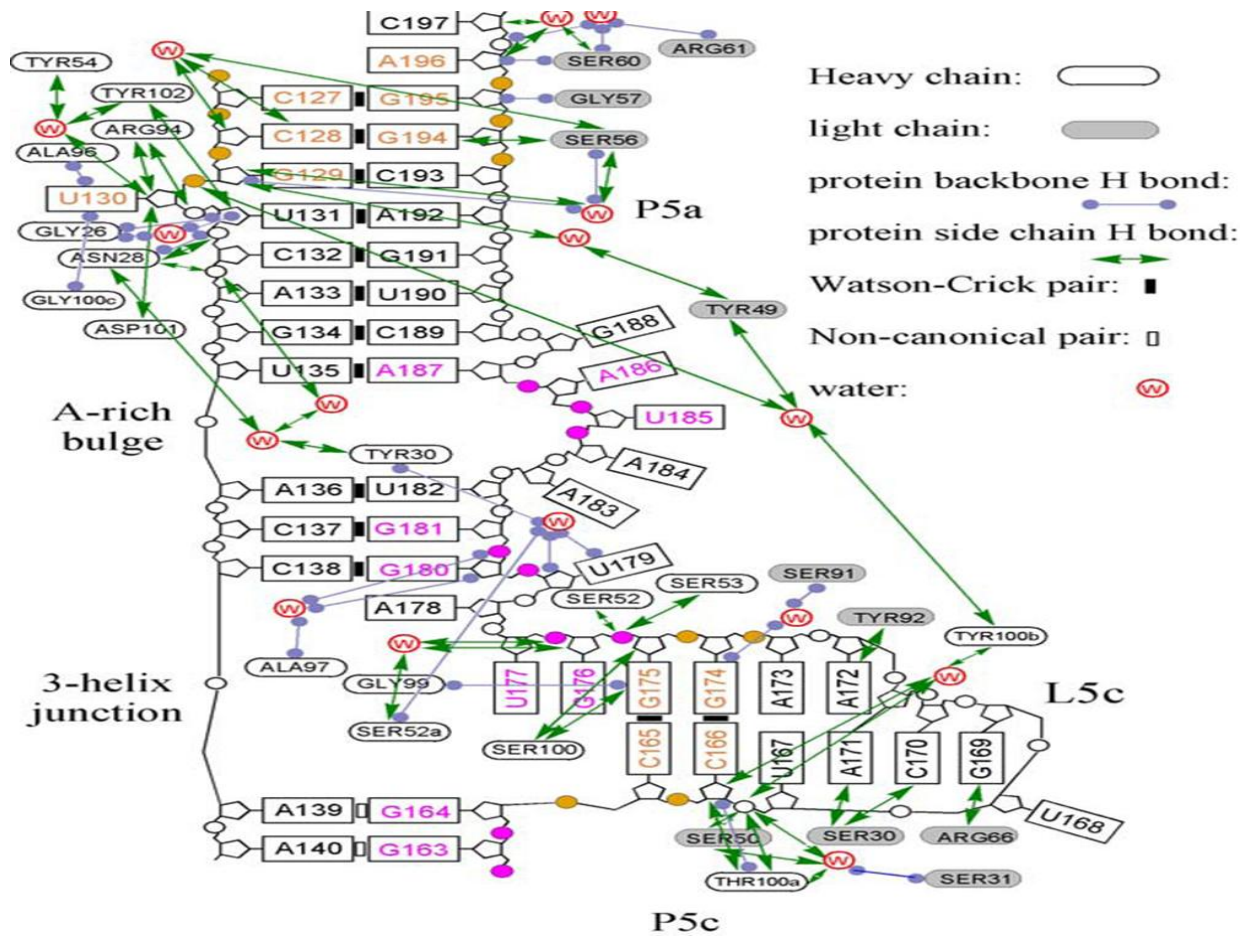 C197
W
W
ARG61
A196
SER60
Heavy chain:
TYR54
W
TYR102
C127
G195
GLY57
light chain:
W
ARG94
C128
G194
SER56
ALA96
G129
C193
protein backbone H bond:
U130
W
P5a
U131
A192
GLY26
W
W
protein side chain H bond:
ASN28
C132
G191
Watson-Crick pair:
GLY100c
A133
U190
TYR49
ASP101
G134
C189
G188
Non-canonical pair:
U135
A187
A186
water:
W
A-rich
bulge
W
U185
W
W
TYR30
A184
A136
U182
A183
C137
G181
W
C138
G180
U179
SER91
SER53
W
A178
SER52
W
TYR92
ALA97
W
TYR100b
3-helix
junction
GLY99
U177
G176
G175
G174
A173
A172
W
L5c
SER52a
SER100
C165
C166
U167
A171
C170
G169
A139
G164
U168
SER50
SER30
ARG66
A140
G163
W
THR100a
SER31
P5c